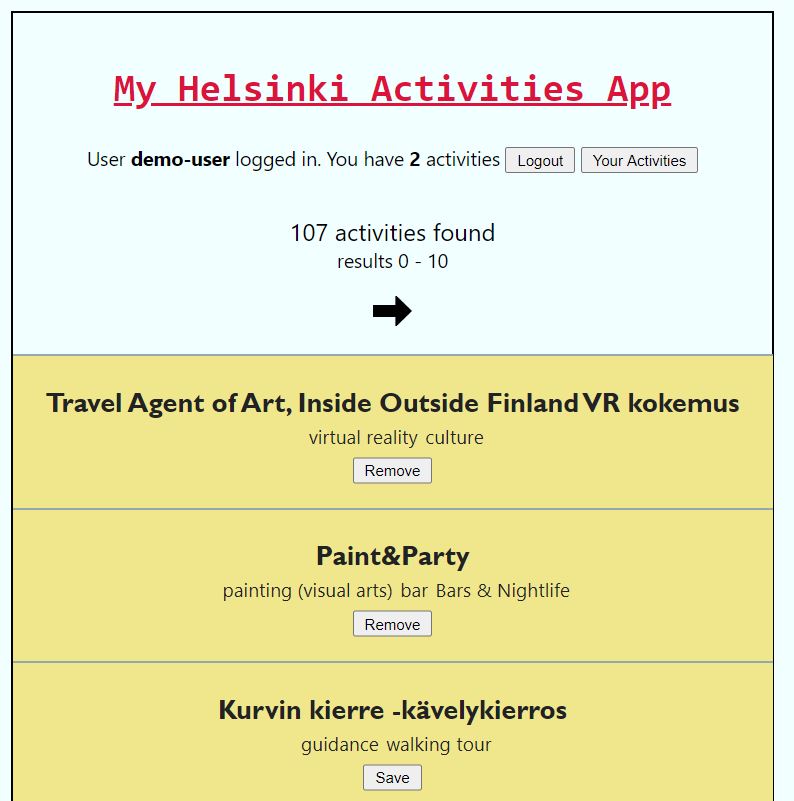 My Helsinki Activities App
User demo-user logged in. You have 2 activities Logout Your Activities
107 activities found
results 0 - 10
Travel Agent of Art, Inside Outside Finland VR kokemus
virtual reality culture
Remove
Paint&Party
painting (visual arts) bar Bars & Nightlife
Remove
Kurvin kierre -kävelykierros
guidance walking tour
Save